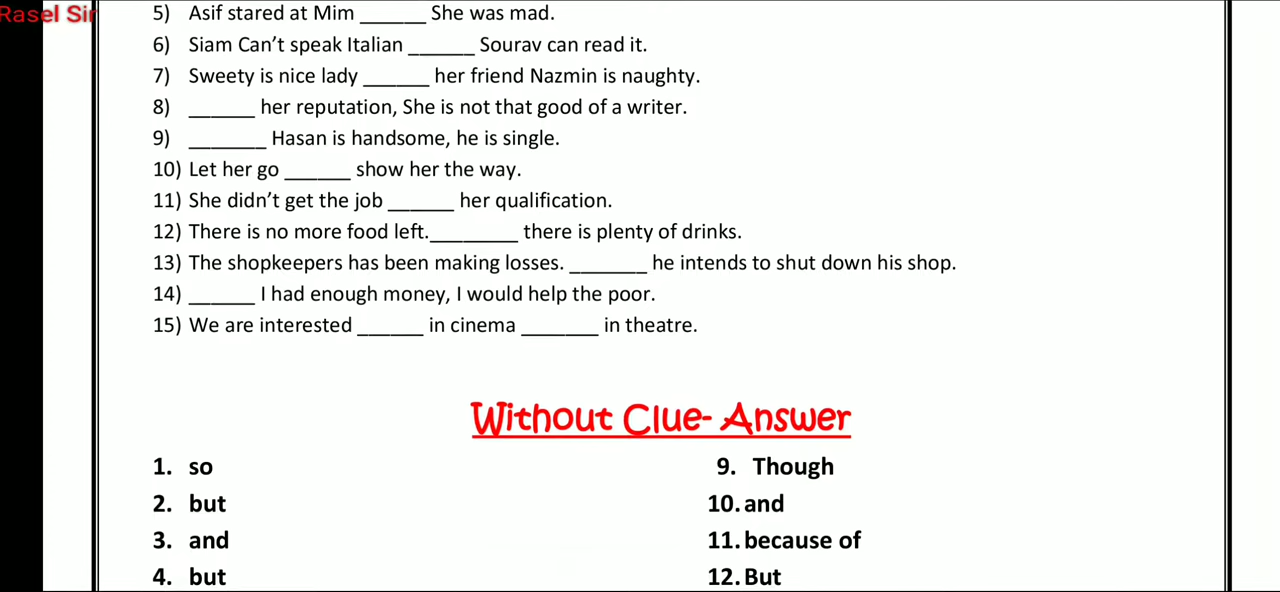 Rasel Sir
5) Asif stared at Mim ______ She was mad.
6) Siam Can’t speak Italian ______ Sourav can read it.
7) Sweety is nice lady ______ her friend Nazmin is naughty.
8) ______ her reputation, She is not that good of a writer.
9) _______ Hasan is handsome, he is single.
10) Let her go ______ show her the way.
11) She didn’t get the job ______ her qualification.
12) There is no more food left.________ there is plenty of drinks.
13) The shopkeepers has been making losses. _______ he intends to shut down his shop.
14) ______ I had enough money, I would help the poor.
15) We are interested ______ in cinema _______ in theatre.
Without Clue- Answer
1. so
2. but
3. and
4. but
9. Though
10. and
11. because of
12. But